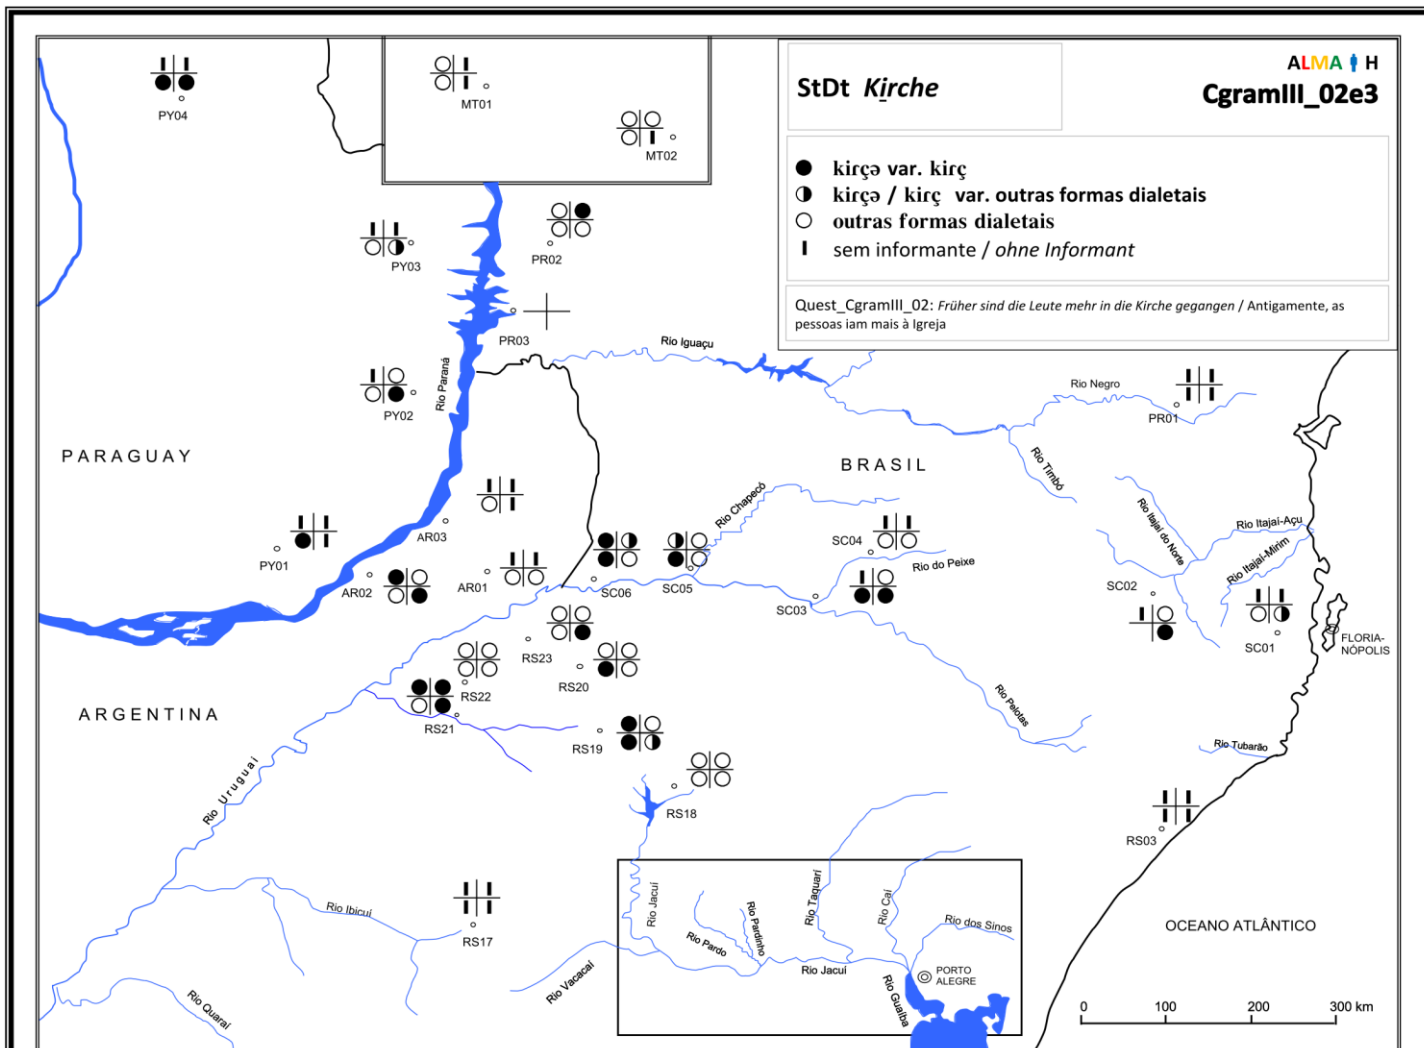 StDt Kirche
ALMA H
CgramIII_02e3
kirçə var. kirç
kirçə / kirç var. outras formas dialetais
outras formas dialetais
sem informante / ohne Informant
Quest_CgramIII_02: Früher sind die Leute mehr in die Kirche gegangen / Antigamente, as
pessoas iam mais à Igreja
PY04
MT01
MT02
PY03
PR02
PR03
Rio Iguaçu
Rio Paraná
PY02
Rio Negro
PR01
PARAGUAY
BRASIL
Rio Timbó
Rio Chapecó
Rio Itajaí do Norte
Rio Itajaí-Açu
Rio Itajaí-Mirim
AR03
PY01
SC04
Rio do Peixe
AR02
AR01
SC06
SC05
SC03
SC02
SC01
FLORIA-
NÓPOLIS
RS23
RS20
RS22
RS21
ARGENTINA
Rio Pelotas
RS19
Rio Tubarão
Rio Uruguai
RS18
RS03
Rio Ibicuí
RS17
Rio Jacuí
Rio Taquarí
Rio Caí
Rio Pardinho
Rio Pardo
Rio dos Sinos
OCEANO ATLÂNTICO
Rio Vacacaí
Rio Jacuí
PORTO
ALEGRE
Rio Guaíba
Rio Quaraí
0 100 200 300 km